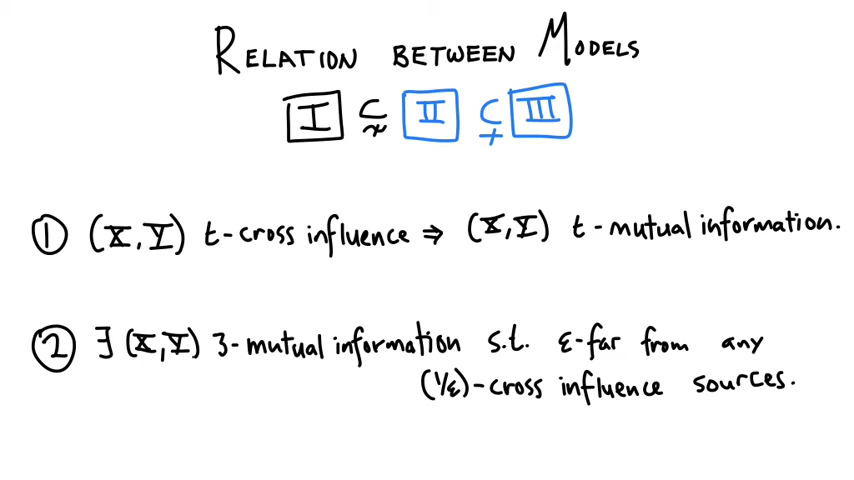 RELATION BETWEEN MODELS
I ⊂≈ II ⊊ III
① (X, Y) t-cross influence ⇒ (X, Y) t-mutual information.
② ∃ (X, Y) 3-mutual information s.t. ε-far from any
(1/ε)-cross influence sources.